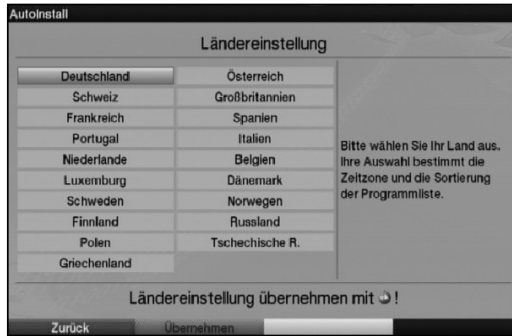 AutoInstall
Ländereinstellung
Deutschland Österreich
Schweiz Großbritannien
Frankreich Spanien
Portugal Italien
Niederlande Belgien
Luxemburg Dänemark
Schweden Norwegen
Finnland Russland
Polen Tschechische R.
Griechenland
Bitte wählen Sie Ihr Land aus.
Ihre Auswahl bestimmt die
Zeitzone und die Sortierung
der Programmliste.
Ländereinstellung übernehmen mit !
Zurück Übernehmen